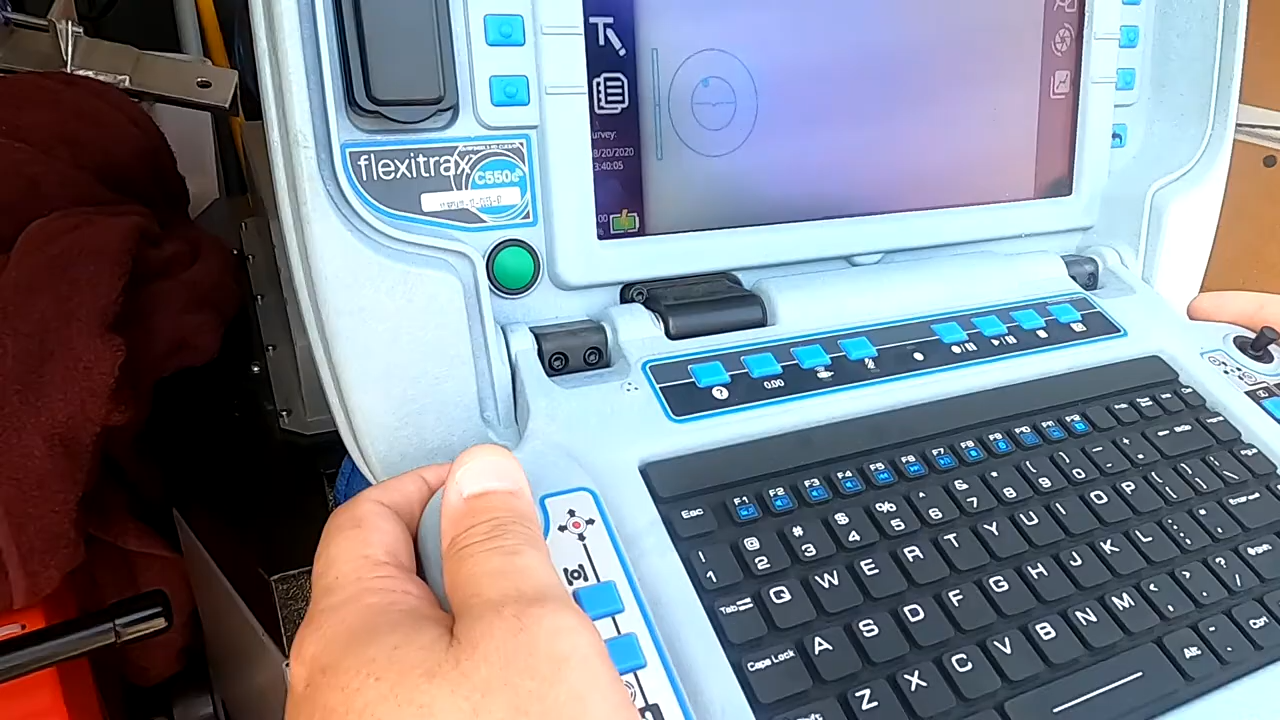 urvey:
8/20/2020
3:40:05
00
%
flexitrax
C550c
0.00
Esc F1 F2 F3 F4 F5 F6 F7 F8 F9 F10 F11 F12
! 1 @ 2 # 3 $ 4 % 5 ^ 6 & 7 * 8 ( 9 ) 0 - +
Tab Q W E R T Y U I O P { [ } ] \
Caps Lock A S D F G H J K L : ; " ' Enter
Z X C V B N M < , > . ? / Shift
Alt Ctrl